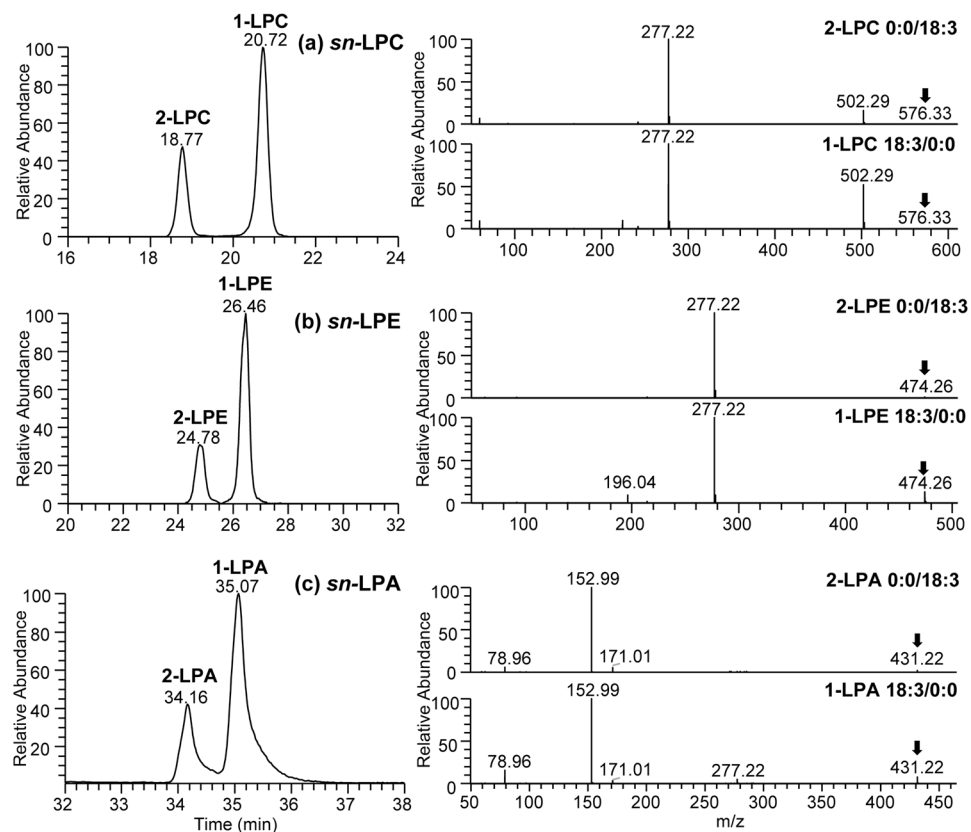 1-LPC
20.72
(a) sn-LPC
2-LPC
18.77
Relative Abundance
100
80
60
40
20
0
16 18 20 22 24
277.22
2-LPC 0:0/18:3
502.29
576.33
100
50
0
277.22
1-LPC 18:3/0:0
502.29
576.33
100
50
0
Relative Abundance
100 200 300 400 500 600
1-LPE
26.46
(b) sn-LPE
2-LPE
24.78
Relative Abundance
100
80
60
40
20
0
20 22 24 26 28 30 32
277.22
2-LPE 0:0/18:3
474.26
100
50
0
277.22
1-LPE 18:3/0:0
196.04
474.26
100
50
0
Relative Abundance
100 200 300 400 500
1-LPA
35.07
(c) sn-LPA
2-LPA
34.16
Relative Abundance
100
80
60
40
20
32 33 34 35 36 37 38
Time (min)
152.99
2-LPA 0:0/18:3
78.96
171.01
431.22
100
50
0
152.99
1-LPA 18:3/0:0
78.96
171.01
277.22
431.22
100
50
0
Relative Abundance
50 100 150 200 250 300 350 400 450
m/z